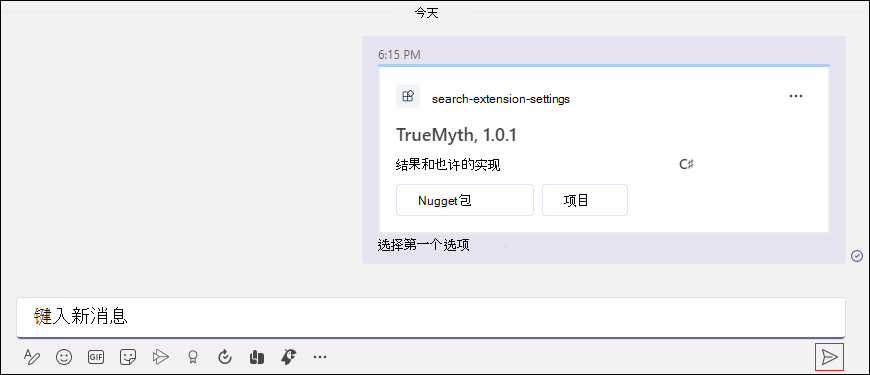 今天
6:15 PM
search-extension-settings
TrueMyth, 1.0.1
结果和也许的实现 C♯
Nugget包 项目
选择第一个选项
键入新消息
GIF